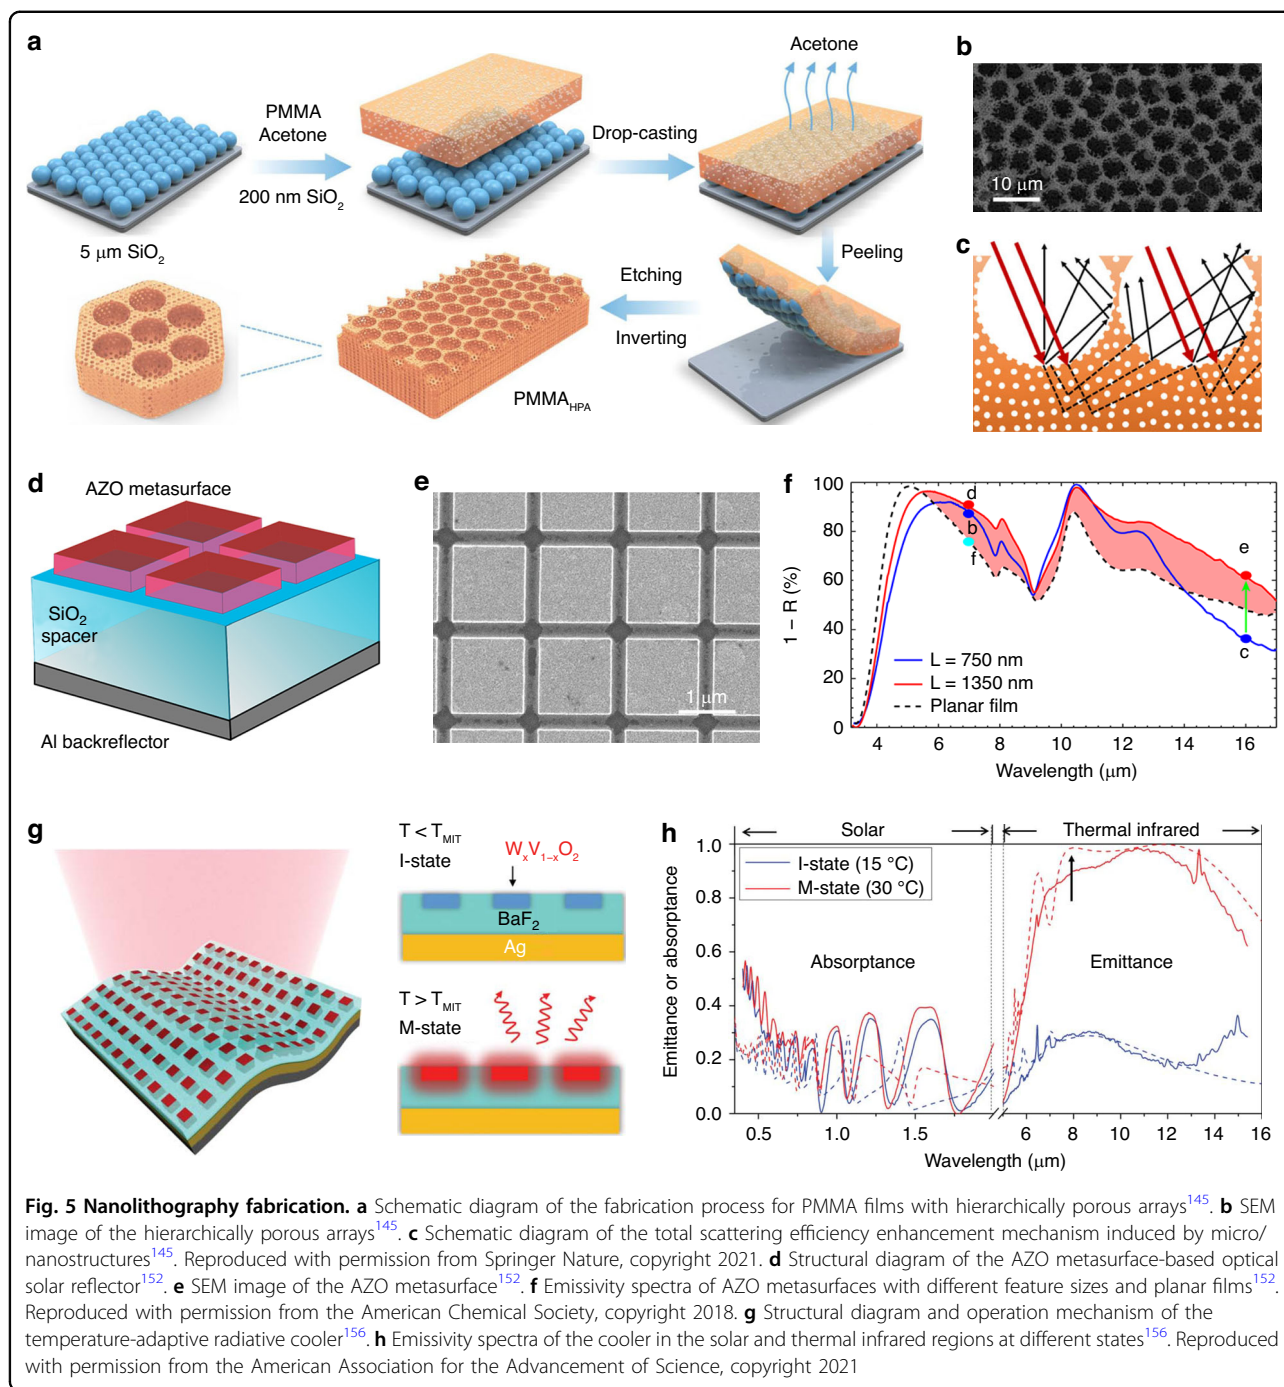 a
PMMA
Acetone
200 nm SiO2
5 μm SiO2
Drop-casting
Acetone
Peeling
Etching
Inverting
PMMAHPA
b
10 μm
c
d
AZO metasurface
SiO2
spacer
Al backreflector
e
1 μm
f
1 − R (%)
100
80
60
40
20
0
d
b
f
e
c
L = 750 nm
L = 1350 nm
Planar film
4 6 8 10 12 14 16
Wavelength (μm)
g
T < TMIT
I-state
WxV1−xO2
BaF2
Ag
T > TMIT
M-state
h
Solar
Thermal infrared
I-state (15 °C)
M-state (30 °C)
Absorptance
Emittance
Emittance or absorptance
1.0
0.8
0.6
0.4
0.2
0.0
0.5 1.0 1.5 6 8 10 12 14 16
Wavelength (μm)
Fig. 5 Nanolithography fabrication. a Schematic diagram of the fabrication process for PMMA films with hierarchically porous arrays145. b SEM
image of the hierarchically porous arrays145. c Schematic diagram of the total scattering efficiency enhancement mechanism induced by micro/
nanostructures145. Reproduced with permission from Springer Nature, copyright 2021. d Structural diagram of the AZO metasurface-based optical
solar reflector152. e SEM image of the AZO metasurface152. f Emissivity spectra of AZO metasurfaces with different feature sizes and planar films152.
Reproduced with permission from the American Chemical Society, copyright 2018. g Structural diagram and operation mechanism of the
temperature-adaptive radiative cooler156. h Emissivity spectra of the cooler in the solar and thermal infrared regions at different states156. Reproduced
with permission from the American Association for the Advancement of Science, copyright 2021